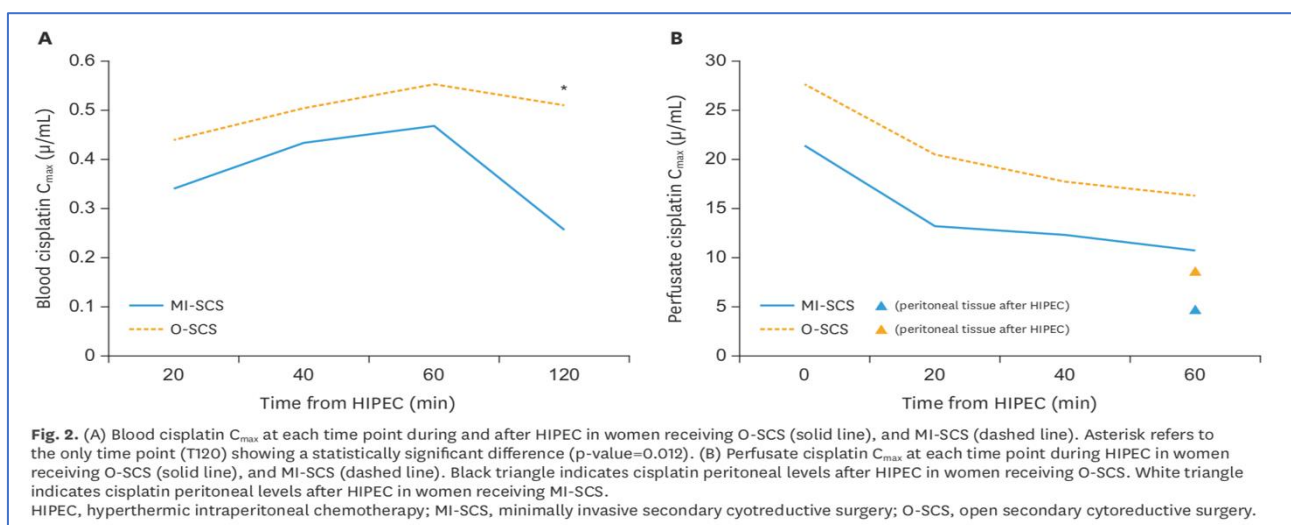 A
0.6
0.5
0.4
0.3
0.2
0.1
0
Blood cisplatin Cmax (µ/mL)
MI-SCS
O-SCS
*
20 40 60 120
Time from HIPEC (min)
B
30
25
20
15
10
5
0
Perfusate cisplatin Cmax (µ/mL)
MI-SCS (peritoneal tissue after HIPEC)
O-SCS (peritoneal tissue after HIPEC)
0 20 40 60
Time from HIPEC (min)
Fig. 2. (A) Blood cisplatin Cmax at each time point during and after HIPEC in women receiving O-SCS (solid line), and MI-SCS (dashed line). Asterisk refers to
the only time point (T120) showing a statistically significant difference (p-value=0.012). (B) Perfusate cisplatin Cmax at each time point during HIPEC in women
receiving O-SCS (solid line), and MI-SCS (dashed line). Black triangle indicates cisplatin peritoneal levels after HIPEC in women receiving O-SCS. White triangle
indicates cisplatin peritoneal levels after HIPEC in women receiving MI-SCS.
HIPEC, hyperthermic intraperitoneal chemotherapy; MI-SCS, minimally invasive secondary cyotreductive surgery; O-SCS, open secondary cytoreductive surgery.